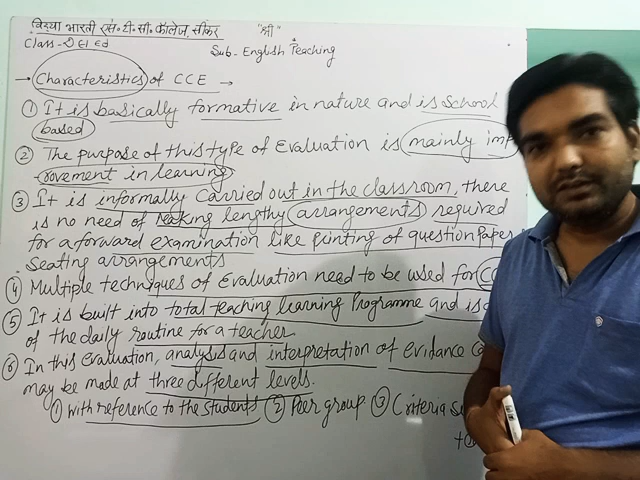 विद्या भारती एस॰टी॰सी॰ कॉलेज, सीकर "श्री"
Class - D El Ed
Sub - English Teaching
→ Characteristics of CCE →
① It is basically formative in nature and is school
based
② The purpose of this type of Evaluation is mainly imp
rovement in learning
③ It is informally carried out in the classroom, there
is no need of making lengthy arrangements required
for a forward examination like printing of question Paper
seating arrangements
④ Multiple techniques of Evaluation need to be used for
⑤ It is built into total teaching learning Programme and is
of the daily routine for a teacher
⑥ In this evaluation, analysis and interpretation of Evidence
may be made at three different levels.
① with reference to the students ② Peer group ③ Criteria